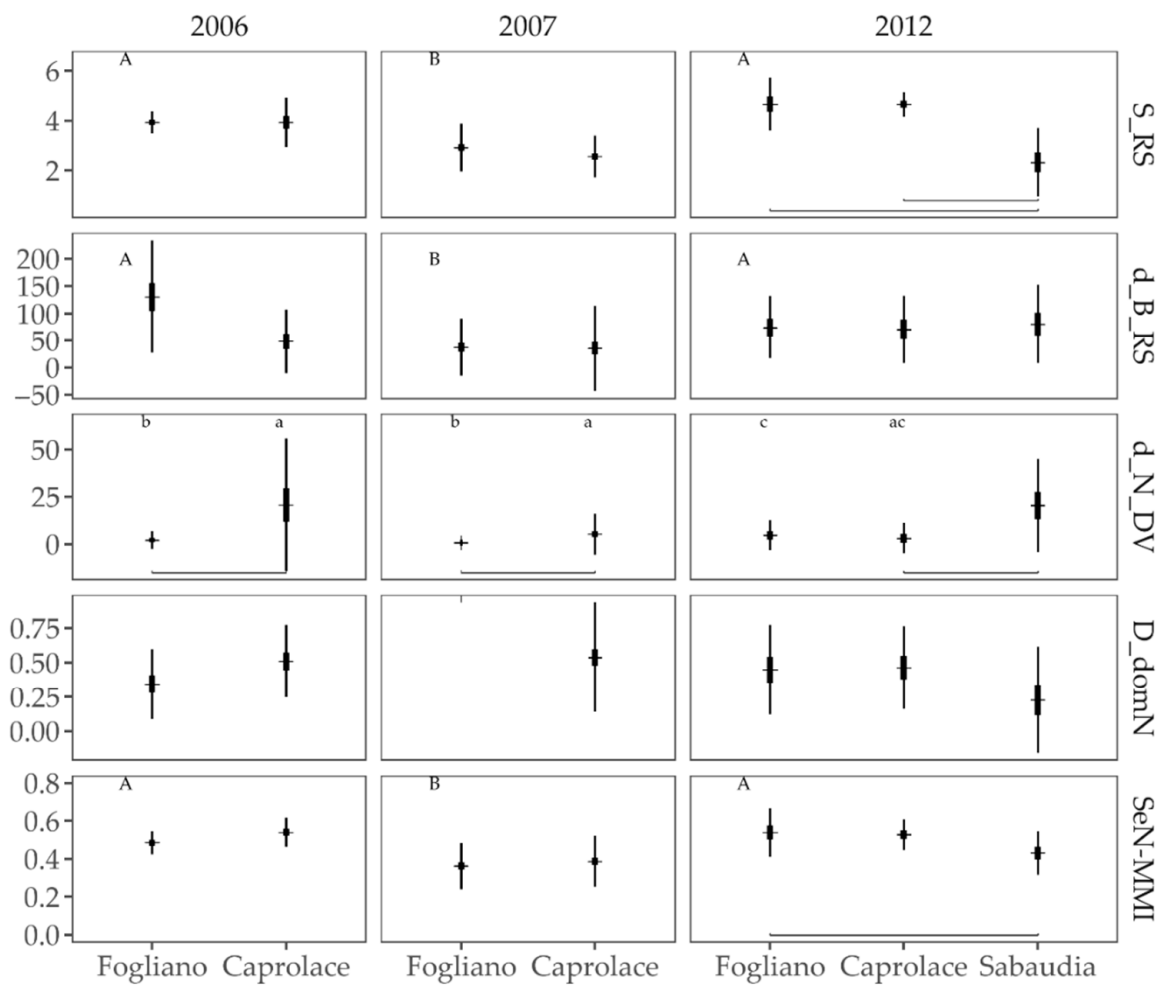 2006 2007 2012
A B A
6
4
2
S_RS
A B A
200
150
100
50
0
−50
d_B_RS
b a b a c ac
50
25
0
d_N_DV
0.75
0.50
0.25
0.00
D_domN
A B A
0.8
0.6
0.4
0.2
0.0
SeN-MMI
Fogliano Caprolace Fogliano Caprolace Fogliano Caprolace Sabaudia